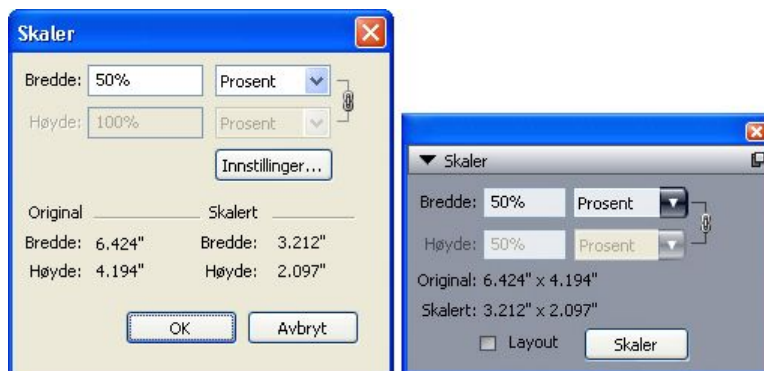 Skaler
Bredde: 50% Prosent
Høyde: 100% Prosent
Innstillinger...
Original Skalert
Bredde: 6.424" Bredde: 3.212"
Høyde: 4.194" Høyde: 2.097"
OK Avbryt
Skaler
Bredde: 50% Prosent
Høyde: 50% Prosent
Original: 6.424" x 4.194"
Skalert: 3.212" x 2.097"
Layout Skaler